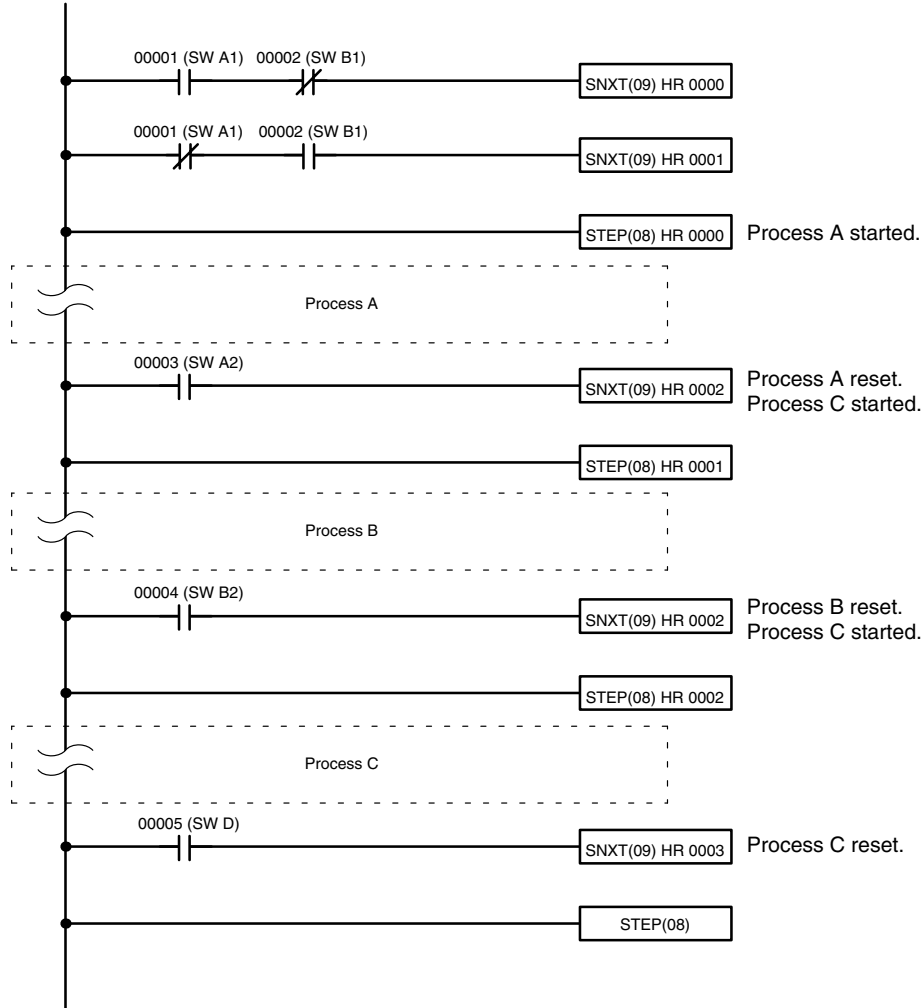 00001 (SW A1) 00002 (SW B1)
SNXT(09) HR 0000
00001 (SW A1) 00002 (SW B1)
SNXT(09) HR 0001
STEP(08) HR 0000 Process A started.
Process A
00003 (SW A2)
SNXT(09) HR 0002 Process A reset.
Process C started.
STEP(08) HR 0001
Process B
00004 (SW B2)
SNXT(09) HR 0002 Process B reset.
Process C started.
STEP(08) HR 0002
Process C
00005 (SW D)
SNXT(09) HR 0003 Process C reset.
STEP(08)